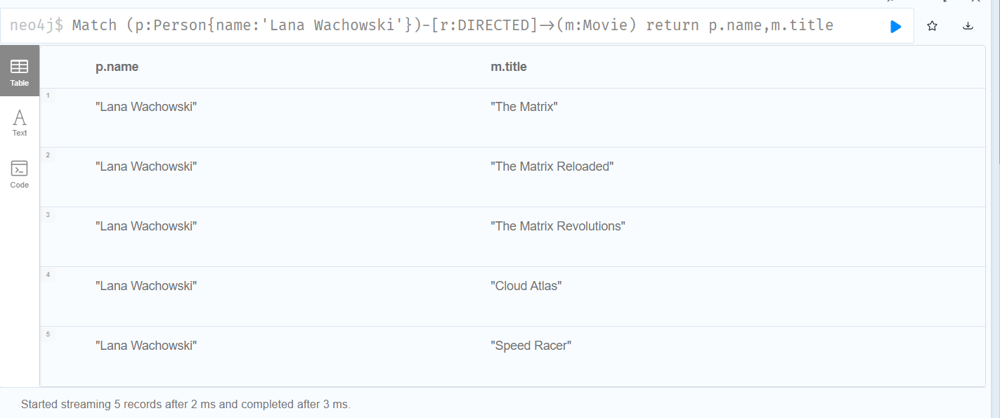 neo4j$ Match (p:Person{name:'Lana Wachowski'})-[r:DIRECTED]->(m:Movie) return p.name,m.title
Table
Text
Code
p.name m.title
1
"Lana Wachowski" "The Matrix"
2
"Lana Wachowski" "The Matrix Reloaded"
3
"Lana Wachowski" "The Matrix Revolutions"
4
"Lana Wachowski" "Cloud Atlas"
5
"Lana Wachowski" "Speed Racer"
Started streaming 5 records after 2 ms and completed after 3 ms.